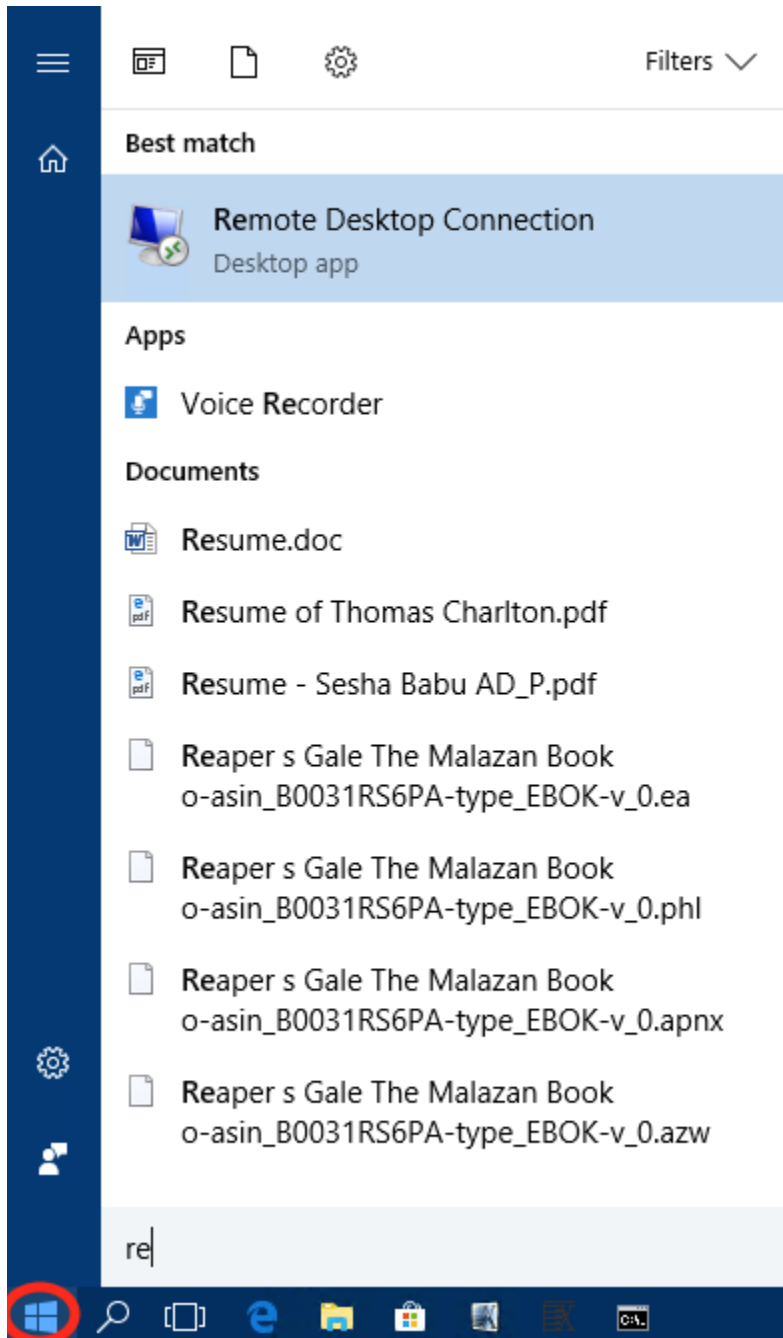 Filters
Best match
Remote Desktop Connection
Desktop app
Apps
Voice Recorder
Documents
Resume.doc
Resume of Thomas Charlton.pdf
Resume - Sesha Babu AD_P.pdf
Reaper s Gale The Malazan Book
o-asin_B0031RS6PA-type_EBOK-v_0.ea
Reaper s Gale The Malazan Book
o-asin_B0031RS6PA-type_EBOK-v_0.phl
Reaper s Gale The Malazan Book
o-asin_B0031RS6PA-type_EBOK-v_0.apnx
Reaper s Gale The Malazan Book
o-asin_B0031RS6PA-type_EBOK-v_0.azw
re